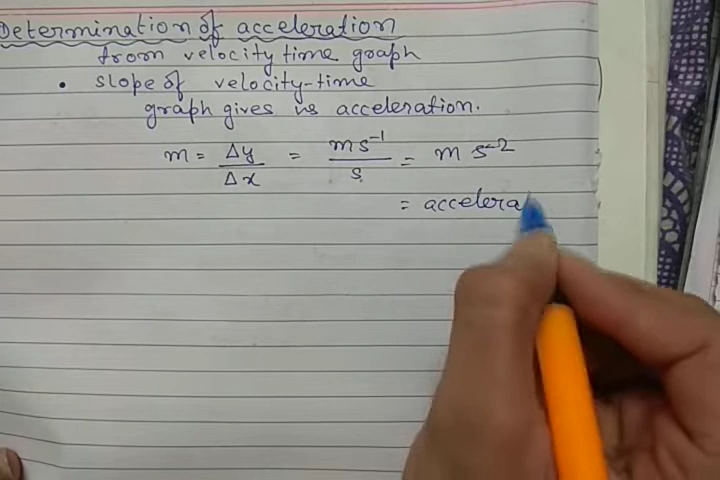 Determination of acceleration
from velocity time graph
• slope of velocity-time
graph gives us acceleration.
m = Δy/Δx = m s⁻¹/s = m s⁻²
= accelera